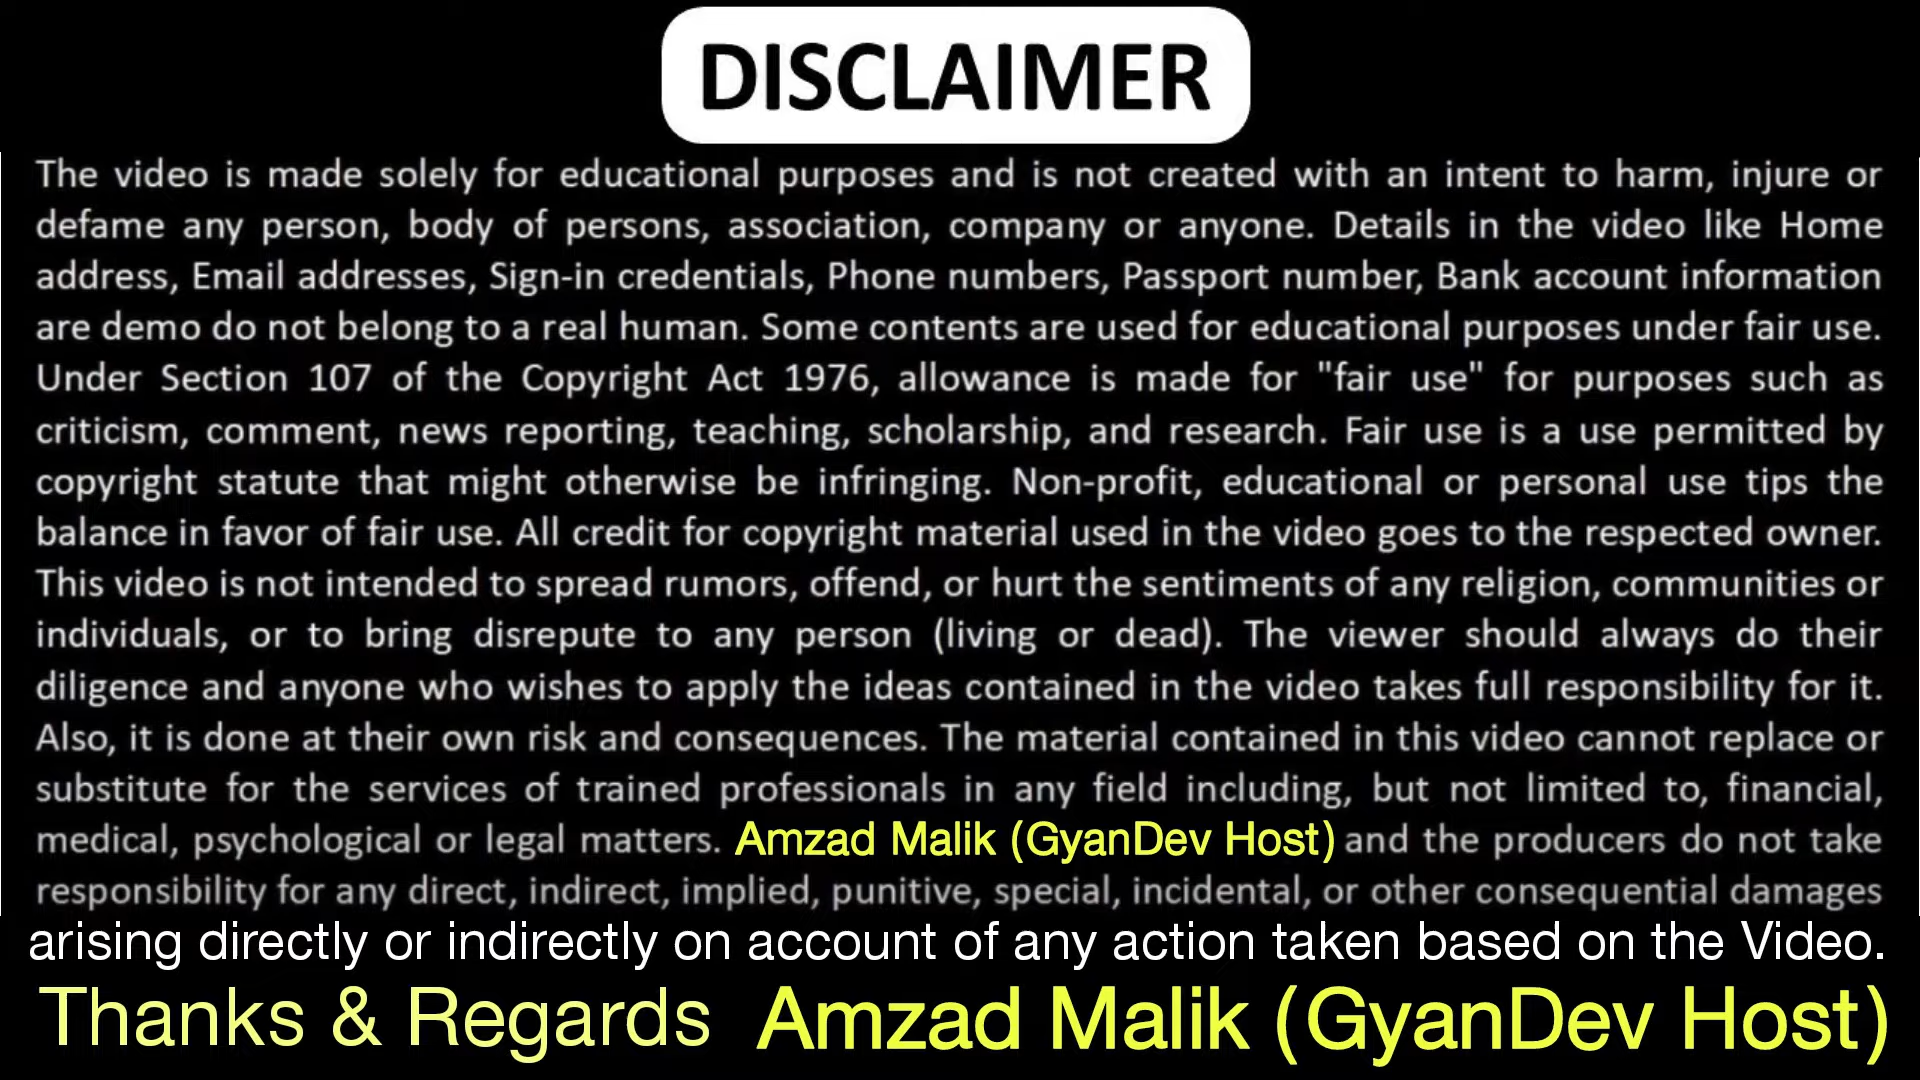 DISCLAIMER
The video is made solely for educational purposes and is not created with an intent to harm, injure or
defame any person, body of persons, association, company or anyone. Details in the video like Home
address, Email addresses, Sign-in credentials, Phone numbers, Passport number, Bank account information
are demo do not belong to a real human. Some contents are used for educational purposes under fair use.
Under Section 107 of the Copyright Act 1976, allowance is made for "fair use" for purposes such as
criticism, comment, news reporting, teaching, scholarship, and research. Fair use is a use permitted by
copyright statute that might otherwise be infringing. Non-profit, educational or personal use tips the
balance in favor of fair use. All credit for copyright material used in the video goes to the respected owner.
This video is not intended to spread rumors, offend, or hurt the sentiments of any religion, communities or
individuals, or to bring disrepute to any person (living or dead). The viewer should always do their
diligence and anyone who wishes to apply the ideas contained in the video takes full responsibility for it.
Also, it is done at their own risk and consequences. The material contained in this video cannot replace or
substitute for the services of trained professionals in any field including, but not limited to, financial,
medical, psychological or legal matters. Amzad Malik (GyanDev Host) and the producers do not take
responsibility for any direct, indirect, implied, punitive, special, incidental, or other consequential damages
arising directly or indirectly on account of any action taken based on the Video.
Thanks & Regards Amzad Malik (GyanDev Host)